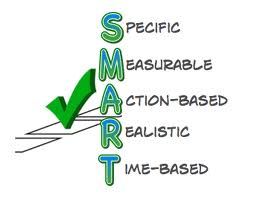 SPECIFIC
MEASURABLE
ACTION-BASED
REALISTIC
TIME-BASED